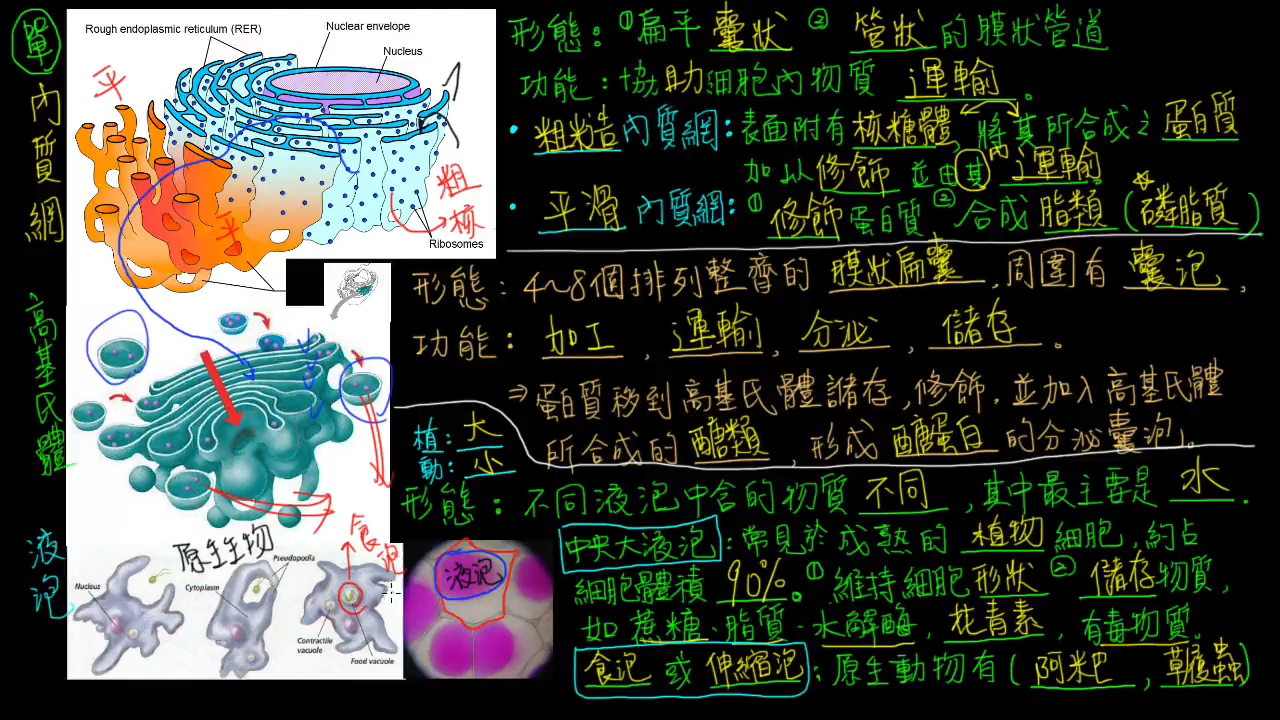 單
內質網
Rough endoplasmic reticulum (RER)
Nuclear envelope
Nucleus
Ribosomes
平
平
粗
核
形態：①扁平囊狀 ②管狀的膜狀管道
功能：協助細胞內物質運輸。
・粗糙內質網：表面附有核糖體，將其所合成之蛋白質
加以修飾並由其內運輸。
・平滑內質網：①修飾蛋白質②合成脂類(磷脂質)
高基氏體
形態：4~8個排列整齊的膜狀扁囊，周圍有囊泡，
功能：加工，運輸，分泌，儲存。
⇒蛋白質移到高基氏體儲存，修飾，並加入高基氏體
所合成的醣類，形成醣蛋白的分泌囊泡。
植：大
動：小
液泡
形態：不同液泡中含的物質不同，其中最主要是水．
中央大液泡：常見於成熟的植物細胞，約占
細胞體積90%。①維持細胞形狀②儲存物質，
如蔗糖、脂質、水解酶，花青素，有毒物質。
食泡或伸縮泡：原生動物有(阿米巴，草履蟲)
原生生物
食泡
液泡
Nucleus
Cytoplasm
Pseudopodia
Contractile vacuole
Food vacuole